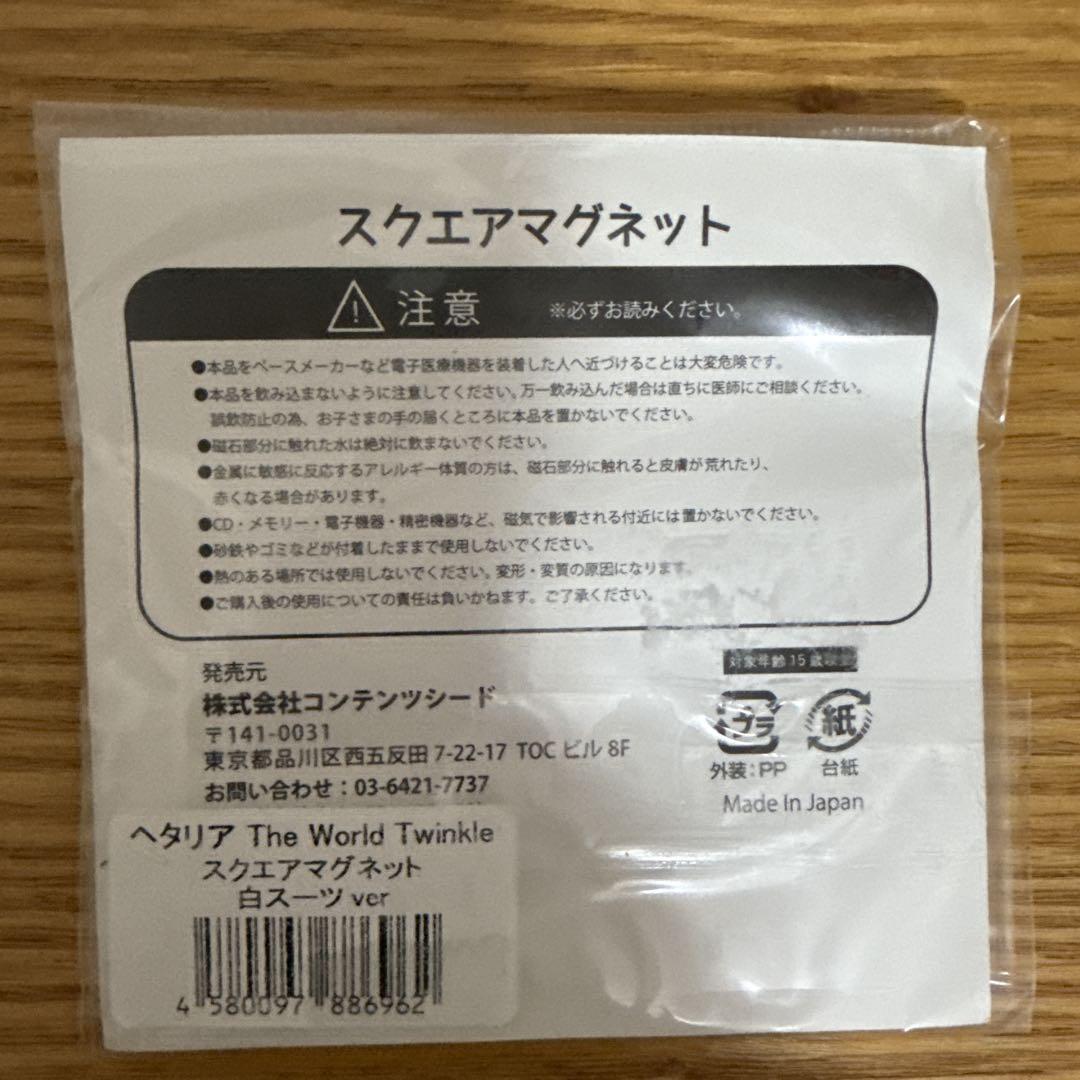 スクエアマグネット
注意 ※必ずお読みください。
●本品をペースメーカーなど電子医療機器を装着した人へ近づけることは大変危険です。
●本品を飲み込まないように注意してください。万一飲み込んだ場合は直ちに医師にご相談ください。
誤飲防止の為、お子さまの手の届くところに本品を置かないでください。
●磁石部分に触れた水は絶対に飲まないでください。
●金属に敏感に反応するアレルギー体質の方は、磁石部分に触れると皮膚が荒れたり、
赤くなる場合があります。
●CD・メモリー・電子機器・精密機器など、磁気で影響される付近には置かないでください。
●砂鉄やゴミなどが付着したままで使用しないでください。
●熱のある場所では使用しないでください。変形・変質の原因になります。
●ご購入後の使用についての責任は負いかねます。ご了承ください。
対象年齢15歳以上
発売元
株式会社コンテンツシード
〒141-0031
東京都品川区西五反田7-22-17 TOCビル8F
お問い合わせ：03-6421-7737
プラ 紙
外装：PP 台紙
Made In Japan
ヘタリア The World Twinkle
スクエアマグネット
白スーツver
4 580097 886962